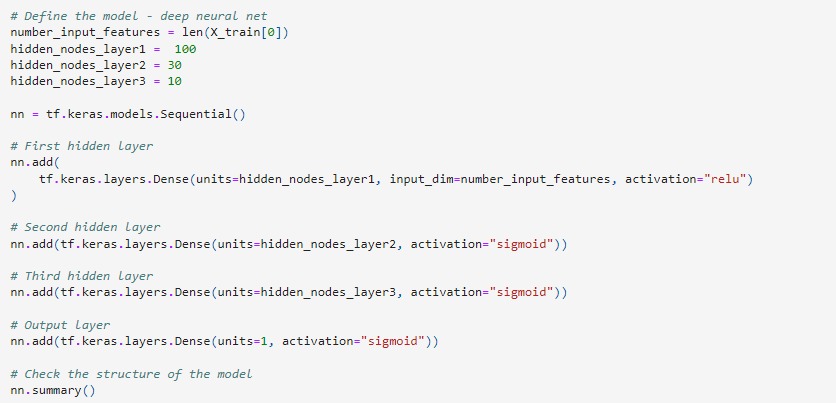 # Define the model - deep neural net
number_input_features = len(X_train[0])
hidden_nodes_layer1 =  100
hidden_nodes_layer2 = 30
hidden_nodes_layer3 = 10

nn = tf.keras.models.Sequential()

# First hidden layer
nn.add(
    tf.keras.layers.Dense(units=hidden_nodes_layer1, input_dim=number_input_features, activation="relu")
)

# Second hidden layer
nn.add(tf.keras.layers.Dense(units=hidden_nodes_layer2, activation="sigmoid"))

# Third hidden layer
nn.add(tf.keras.layers.Dense(units=hidden_nodes_layer3, activation="sigmoid"))

# Output layer
nn.add(tf.keras.layers.Dense(units=1, activation="sigmoid"))

# Check the structure of the model
nn.summary()